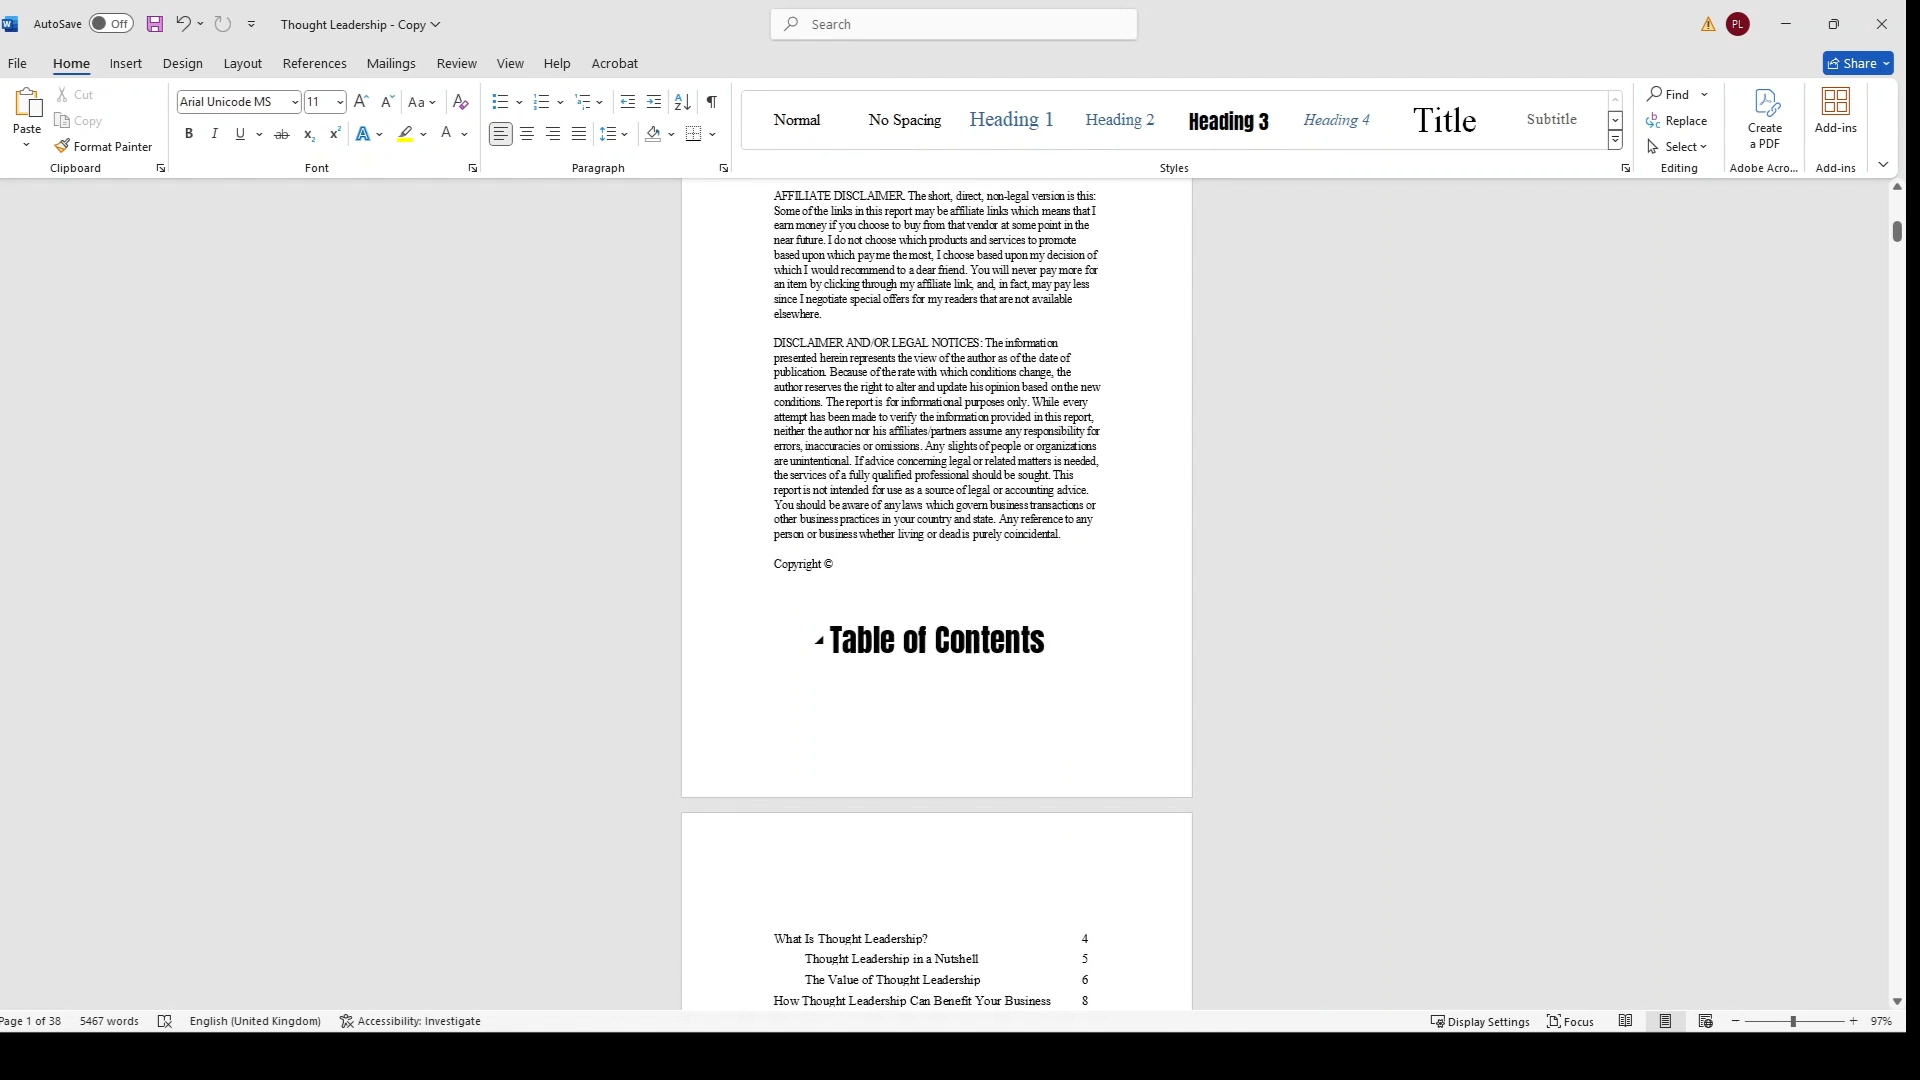 AutoSave Off Thought Leadership - Copy Search PL
File Home Insert Design Layout References Mailings Review View Help Acrobat Share
Paste Cut Copy Format Painter Clipboard
Arial Unicode MS 11 Font
Paragraph
Normal No Spacing Heading 1 Heading 2 Heading 3 Heading 4 Title Subtitle Styles
Find Replace Select Editing
Create a PDF Adobe Acro...
Add-ins Add-ins
AFFILIATE DISCLAIMER. The short, direct, non-legal version is this:
Some of the links in this report may be affiliate links which means that I
earn money if you choose to buy from that vendor at some point in the
near future. I do not choose which products and services to promote
based upon which pay me the most, I choose based upon my decision of
which I would recommend to a dear friend. You will never pay more for
an item by clicking through my affiliate link, and, in fact, may pay less
since I negotiate special offers for my readers that are not available
elsewhere.
DISCLAIMER AND/OR LEGAL NOTICES: The information
presented herein represents the view of the author as of the date of
publication. Because of the rate with which conditions change, the
author reserves the right to alter and update his opinion based on the new
conditions. The report is for informational purposes only. While every
attempt has been made to verify the information provided in this report,
neither the author nor his affiliates/partners assume any responsibility for
errors, inaccuracies or omissions. Any slights of people or organizations
are unintentional. If advice concerning legal or related matters is needed,
the services of a fully qualified professional should be sought. This
report is not intended for use as a source of legal or accounting advice.
You should be aware of any laws which govern business transactions or
other business practices in your country and state. Any reference to any
person or business whether living or dead is purely coincidental.
Copyright ©
Table of Contents
What Is Thought Leadership? 4
Thought Leadership in a Nutshell 5
The Value of Thought Leadership 6
How Thought Leadership Can Benefit Your Business 8
Page 1 of 38 5467 words English (United Kingdom) Accessibility: Investigate Display Settings Focus 97%